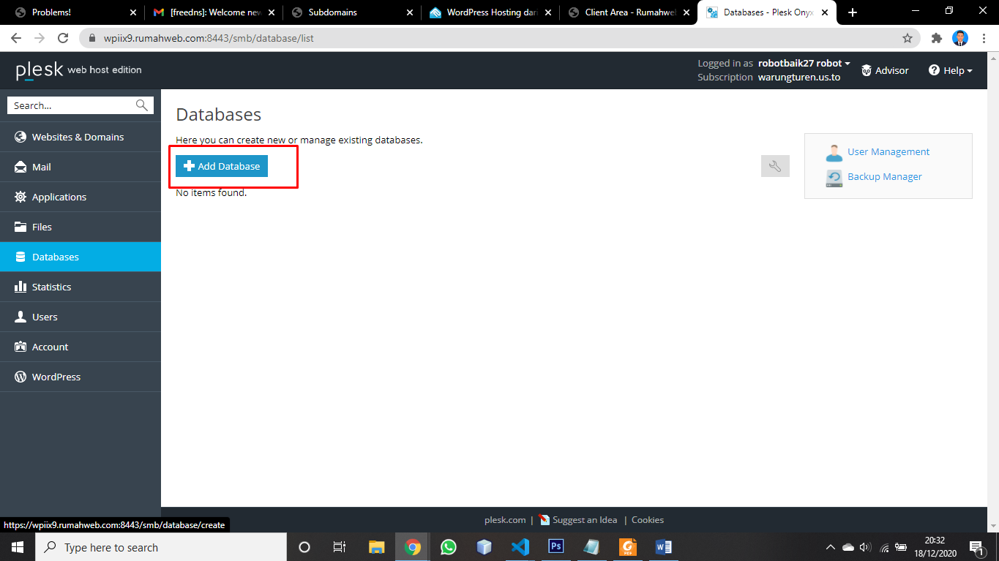 Problems!
[freedns]: Welcome new
Subdomains
WordPress Hosting dari
Client Area - Rumahweb
Databases - Plesk Onyx
wpiix9.rumahweb.com:8443/smb/database/list
plesk web host edition
Logged in as robotbaik27 robot
Subscription warungturen.us.to
Advisor
Help
Search...
Websites & Domains
Mail
Applications
Files
Databases
Statistics
Users
Account
WordPress
Databases
Here you can create new or manage existing databases.
Add Database
No items found.
User Management
Backup Manager
plesk.com | Suggest an Idea | Cookies
https://wpiix9.rumahweb.com:8443/smb/database/create
Type here to search
Ps
PDF
W
20:32
18/12/2020
1